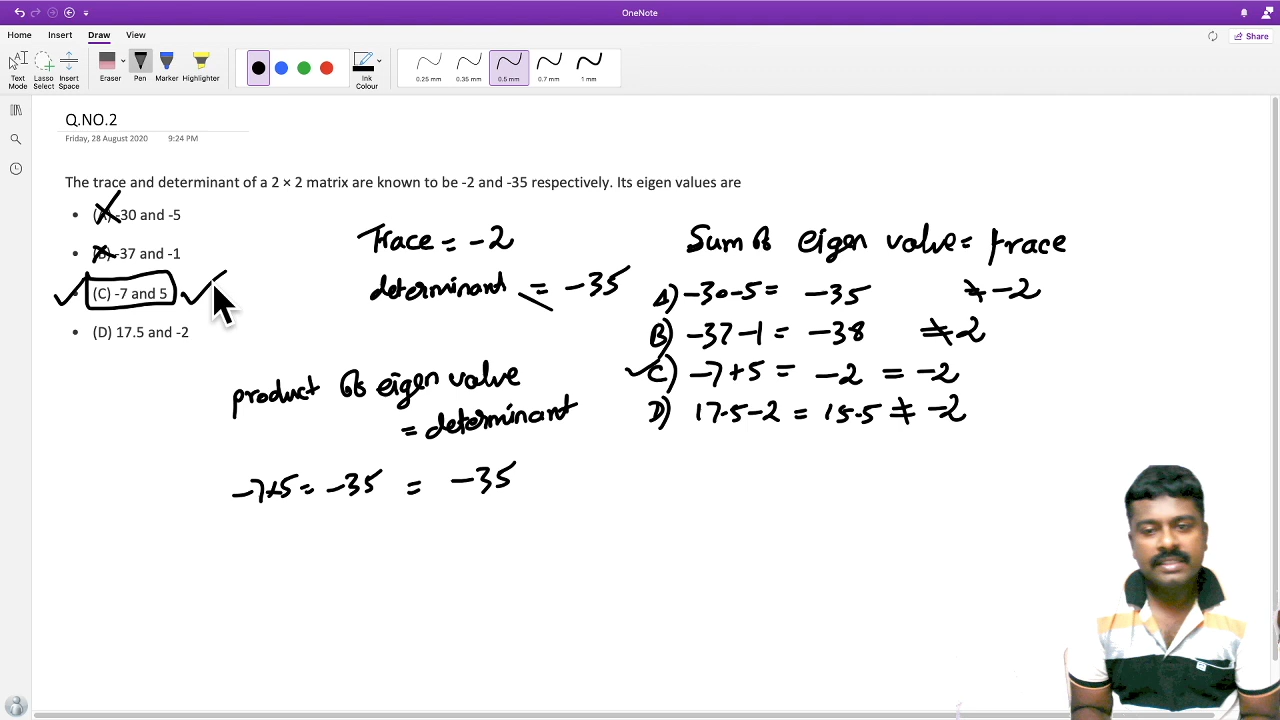 OneNote
Home Insert Draw View
Share
Text Mode
Lasso Select
Insert Space
Eraser
Pen
Marker
Highlighter
Ink Colour
0.25 mm
0.35 mm
0.5 mm
0.7 mm
1 mm
Q.NO.2
Friday, 28 August 2020 9:24 PM
The trace and determinant of a 2 × 2 matrix are known to be -2 and -35 respectively. Its eigen values are
• (A) -30 and -5
• (B) -37 and -1
• (C) -7 and 5
• (D) 17.5 and -2
Trace = -2
determinant = -35
product of eigen value
= determinant
-7+5 = -35 = -35
Sum of eigen value = trace
A) -30-5 = -35 ≠ -2
B) -37-1 = -38 ≠ 2
C) -7+5 = -2 = -2
D) 17.5-2 = 15.5 ≠ -2